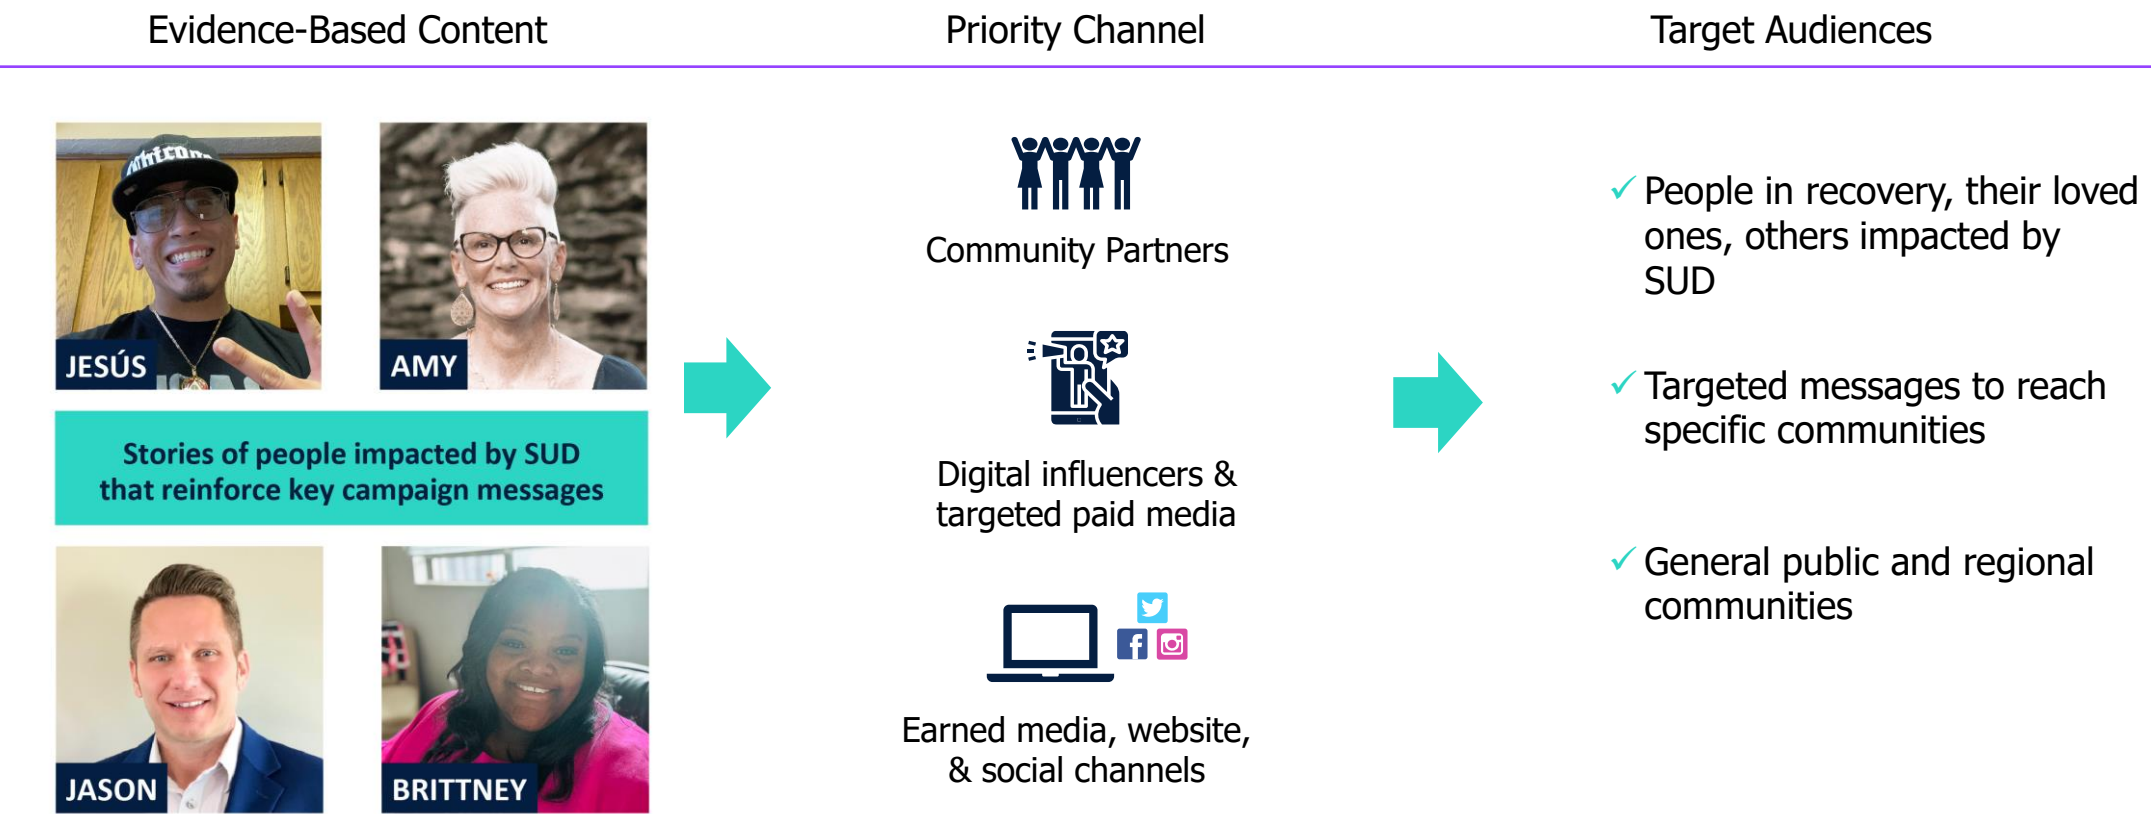 Evidence-Based Content
Priority Channel
Target Audiences
JESÚS
AMY
Stories of people impacted by SUD
that reinforce key campaign messages
JASON
BRITTNEY
Community Partners
Digital influencers &
targeted paid media
Earned media, website,
& social channels
✓ People in recovery, their loved
ones, others impacted by
SUD
✓ Targeted messages to reach
specific communities
✓ General public and regional
communities